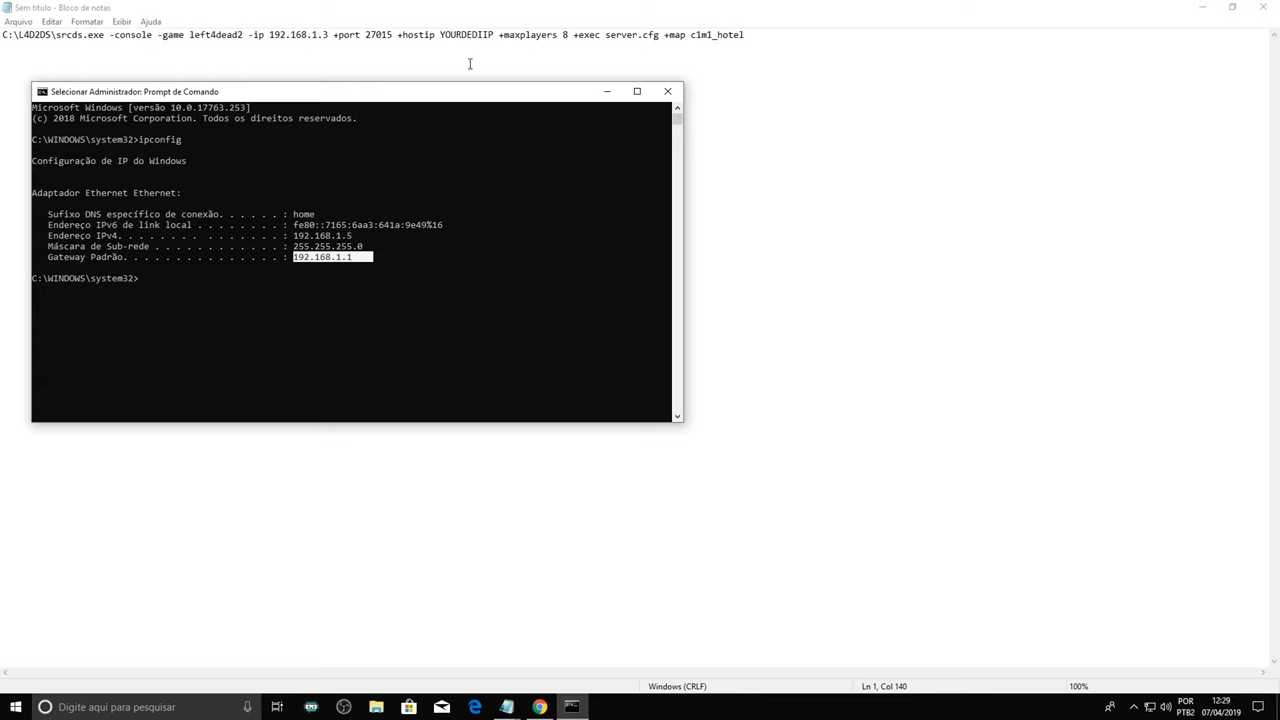 Sem título - Bloco de notas
Arquivo Editar Formatar Exibir Ajuda
C:\L4D2DS\srcds.exe -console -game left4dead2 -ip 192.168.1.3 +port 27015 +hostip YOURDEDIIP +maxplayers 8 +exec server.cfg +map c1m1_hotel
Selecionar Administrador: Prompt de Comando
Microsoft Windows [versão 10.0.17763.253]
(c) 2018 Microsoft Corporation. Todos os direitos reservados.
C:\WINDOWS\system32>ipconfig
Configuração de IP do Windows
Adaptador Ethernet Ethernet:
Sufixo DNS específico de conexão. . . . . . : home
Endereço IPv6 de link local . . . . . . . . : fe80::7165:6aa3:641a:9e49%16
Endereço IPv4. . . . . . . . . . . . . . . : 192.168.1.5
Máscara de Sub-rede . . . . . . . . . . . . : 255.255.255.0
Gateway Padrão. . . . . . . . . . . . . . . : 192.168.1.1
C:\WINDOWS\system32>
Windows (CRLF) Ln 1, Col 140 100%
Digite aqui para pesquisar
POR 12:29
PTB2 07/04/2019